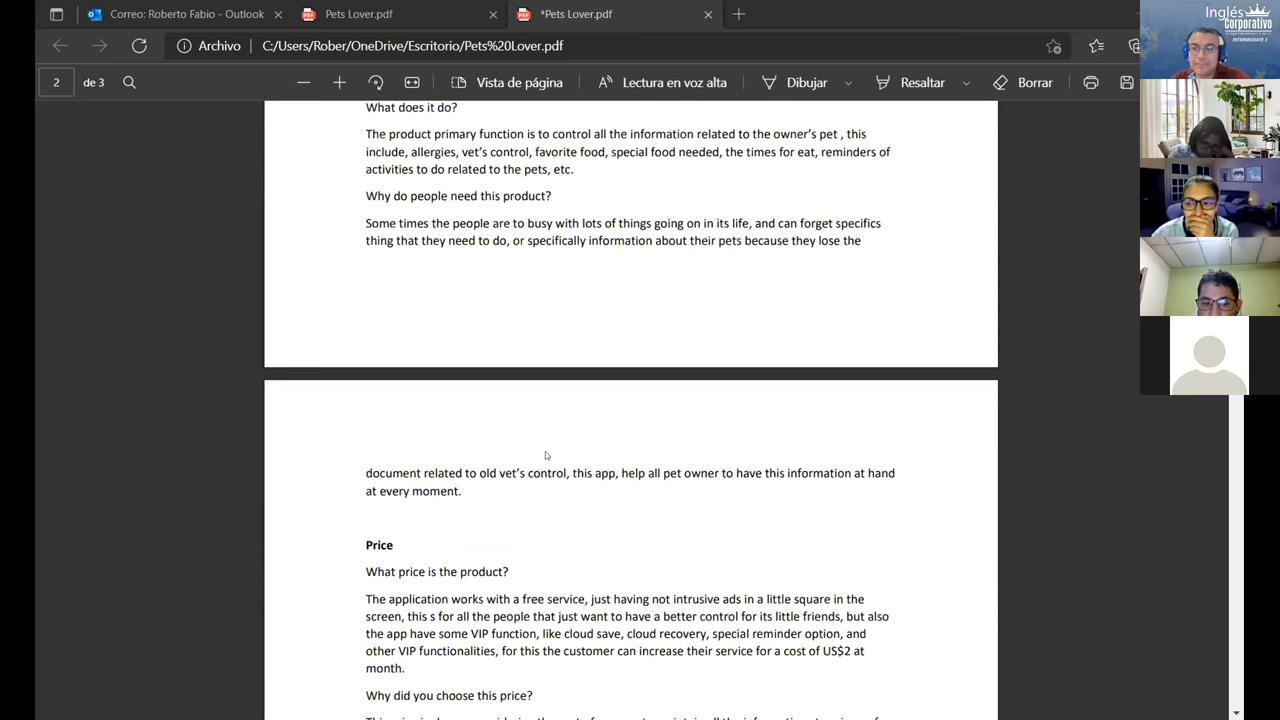 Correo: Roberto Fabio - Outlook
Pets Lover.pdf
*Pets Lover.pdf
Archivo
C:/Users/Rober/OneDrive/Escritorio/Pets%20Lover.pdf
2 de 3
Vista de página
Lectura en voz alta
Dibujar
Resaltar
Borrar
Inglés
Corporativo
INTERMEDIATE 5
What does it do?
The product primary function is to control all the information related to the owner's pet , this
include, allergies, vet's control, favorite food, special food needed, the times for eat, reminders of
activities to do related to the pets, etc.
Why do people need this product?
Some times the people are to busy with lots of things going on in its life, and can forget specifics
thing that they need to do, or specifically information about their pets because they lose the
document related to old vet's control, this app, help all pet owner to have this information at hand
at every moment.
Price
What price is the product?
The application works with a free service, just having not intrusive ads in a little square in the
screen, this s for all the people that just want to have a better control for its little friends, but also
the app have some VIP function, like cloud save, cloud recovery, special reminder option, and
other VIP functionalities, for this the customer can increase their service for a cost of US$2 at
month.
Why did you choose this price?